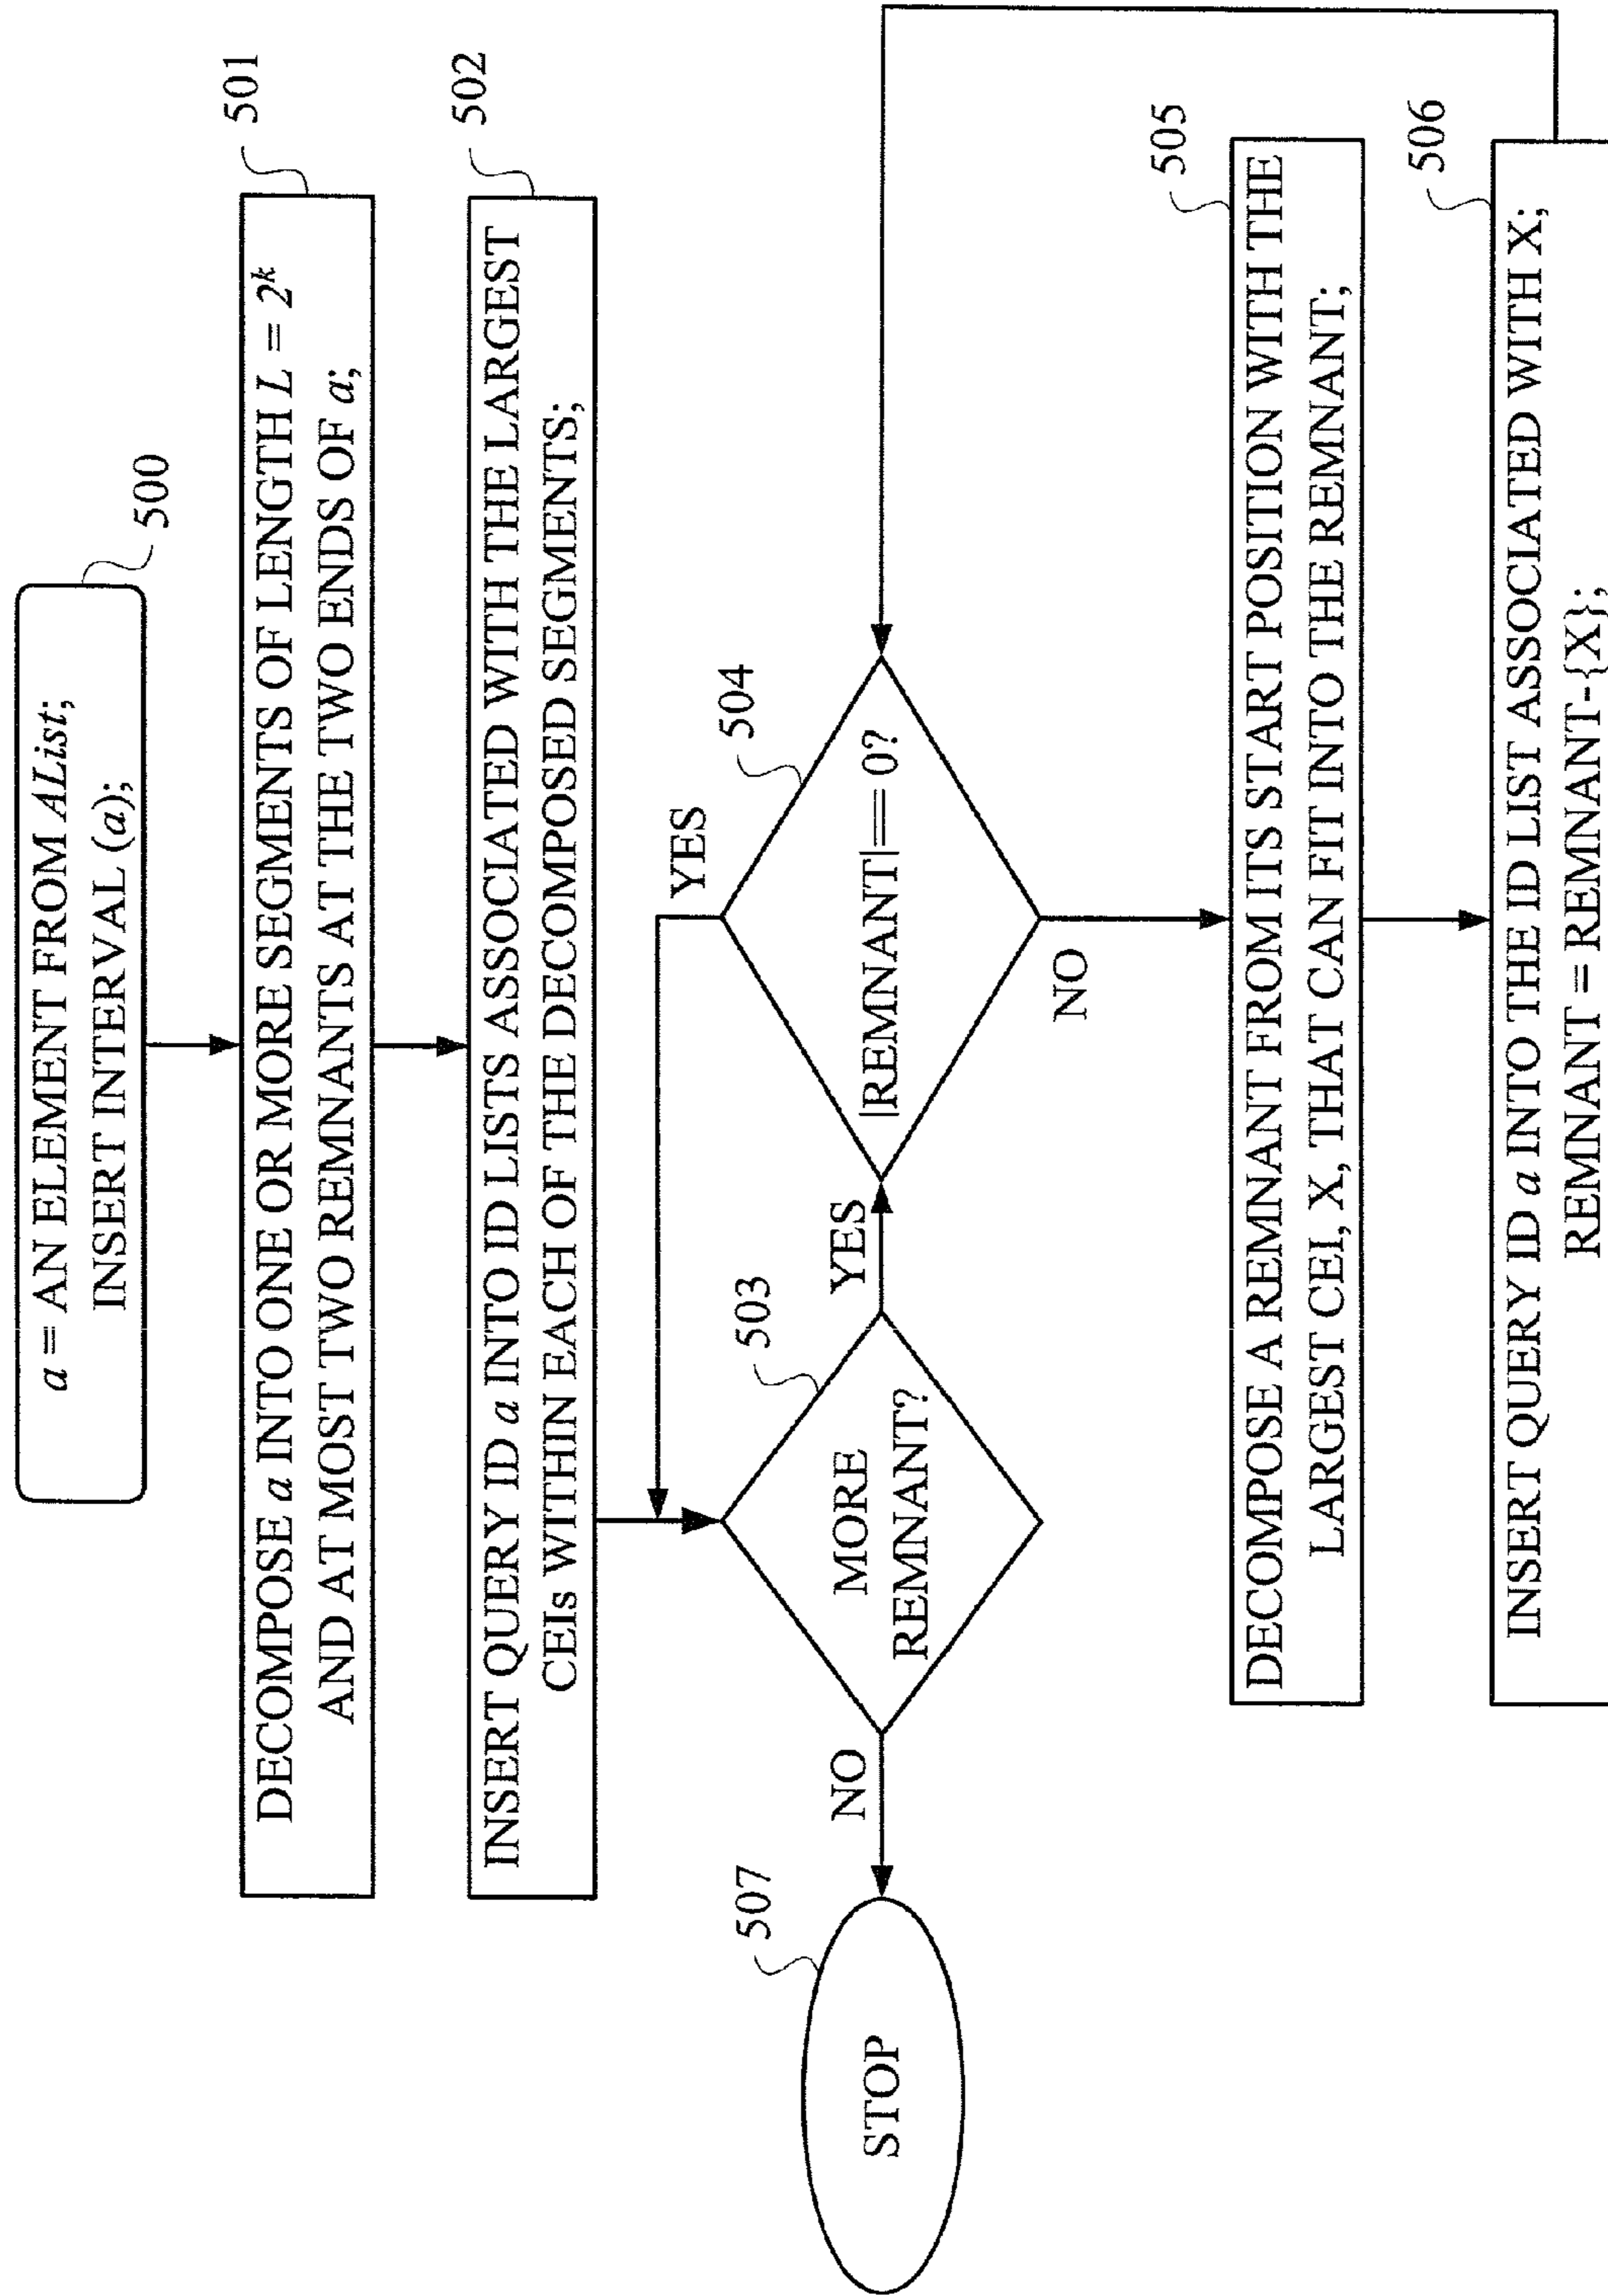 a = AN ELEMENT FROM AList;
INSERT INTERVAL (a);
500
501
DECOMPOSE a INTO ONE OR MORE SEGMENTS OF LENGTH L = 2^k
AND AT MOST TWO REMNANTS AT THE TWO ENDS OF a;
502
INSERT QUERY ID a INTO ID LISTS ASSOCIATED WITH THE LARGEST
CEIs WITHIN EACH OF THE DECOMPOSED SEGMENTS;
503
MORE
REMNANT?
NO
YES
504
|REMNANT|== 0?
YES
NO
507
STOP
505
DECOMPOSE A REMNANT FROM ITS START POSITION WITH THE
LARGEST CEI, X, THAT CAN FIT INTO THE REMNANT;
506
INSERT QUERY ID a INTO THE ID LIST ASSOCIATED WITH X;
REMNANT = REMNANT-{X};